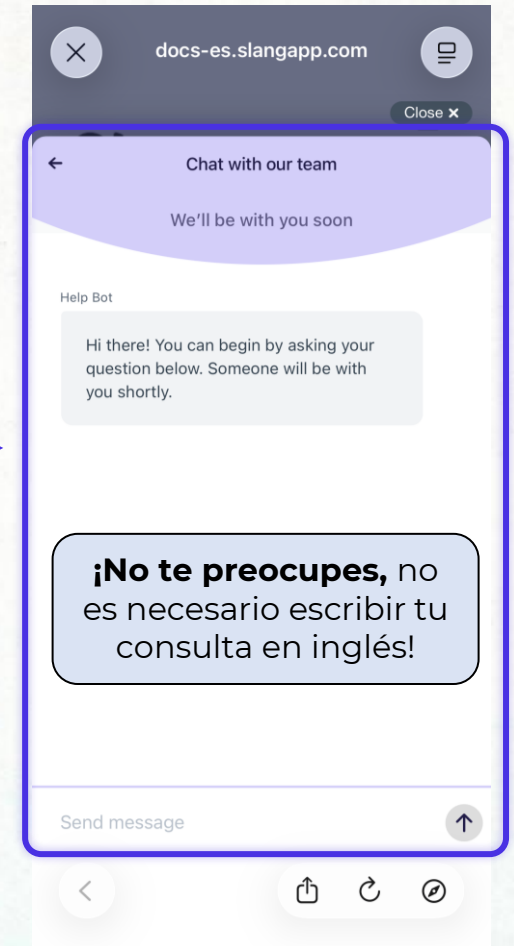 docs-es.slangapp.com
Close ×
Chat with our team
We'll be with you soon
Help Bot
Hi there! You can begin by asking your
question below. Someone will be with
you shortly.
¡No te preocupes, no
es necesario escribir tu
consulta en inglés!
Send message